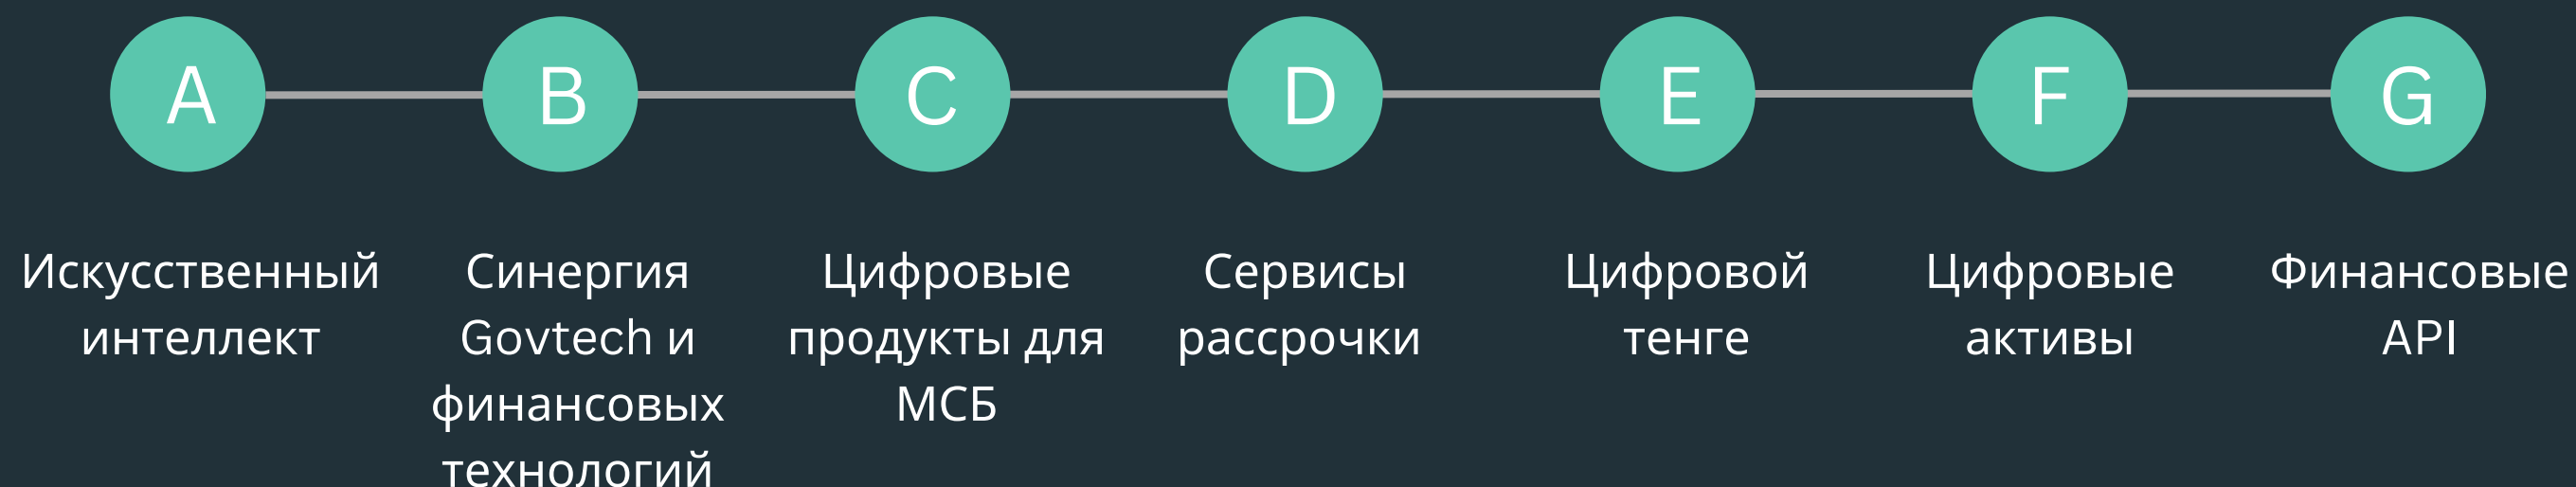 A
B
C
D
E
F
G
Искусственный
интеллект
Синергия
Govtech и
финансовых
технологий
Цифровые
продукты для
МСБ
Сервисы
рассрочки
Цифровой
тенге
Цифровые
активы
Финансовые
API